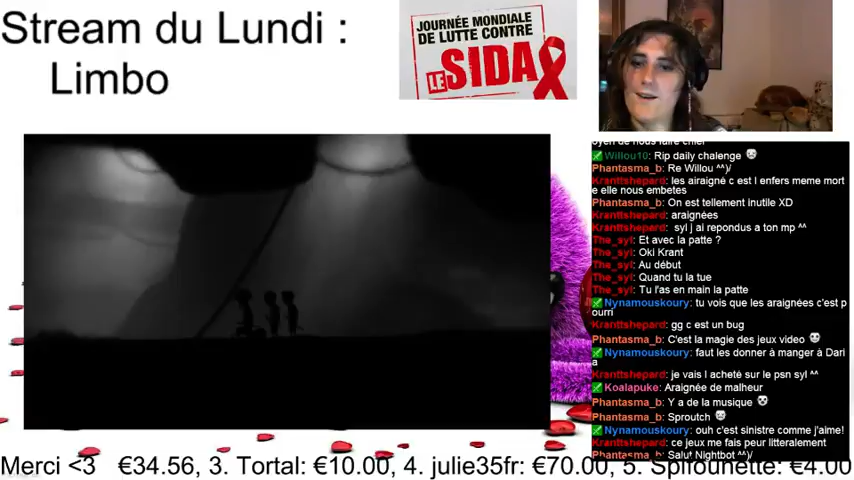 Stream du Lundi :
Limbo
JOURNÉE MONDIALE
DE LUTTE CONTRE
LE SIDA
oyen de nous faire chier
Willou10: Rip daily chalenge
Phantasma_b: Re Willou ^^)/
Kranttshepard: les airaigné c est l enfers meme mort
e elle nous embetes
Phantasma_b: On est tellement inutile XD
Kranttshepard: araignées
Kranttshepard: syl j ai repondus a ton mp ^^
The_syl: Et avec la patte ?
The_syl: Oki Krant
The_syl: Au début
The_syl: Quand tu la tue
The_syl: Tu l'as en main la patte
Nynamouskoury: tu vois que les araignées c'est p
ourri
Kranttshepard: gg c est un bug
Phantasma_b: C'est la magie des jeux video
Nynamouskoury: faut les donner à manger à Dari
a
Kranttshepard: je vais l acheté sur le psn syl ^^
Koalapuke: Araignée de malheur
Phantasma_b: Y a de la musique
Phantasma_b: Sproutch
Nynamouskoury: ouh c'est sinistre comme j'aime!
Kranttshepard: ce jeux me fais peur litteralement
Phantasma_b: Salut Nightbot ^^)/
Merci <3 €34.56, 3. Tortal: €10.00, 4. julie35fr: €70.00, 5. Spifounette: €4.00